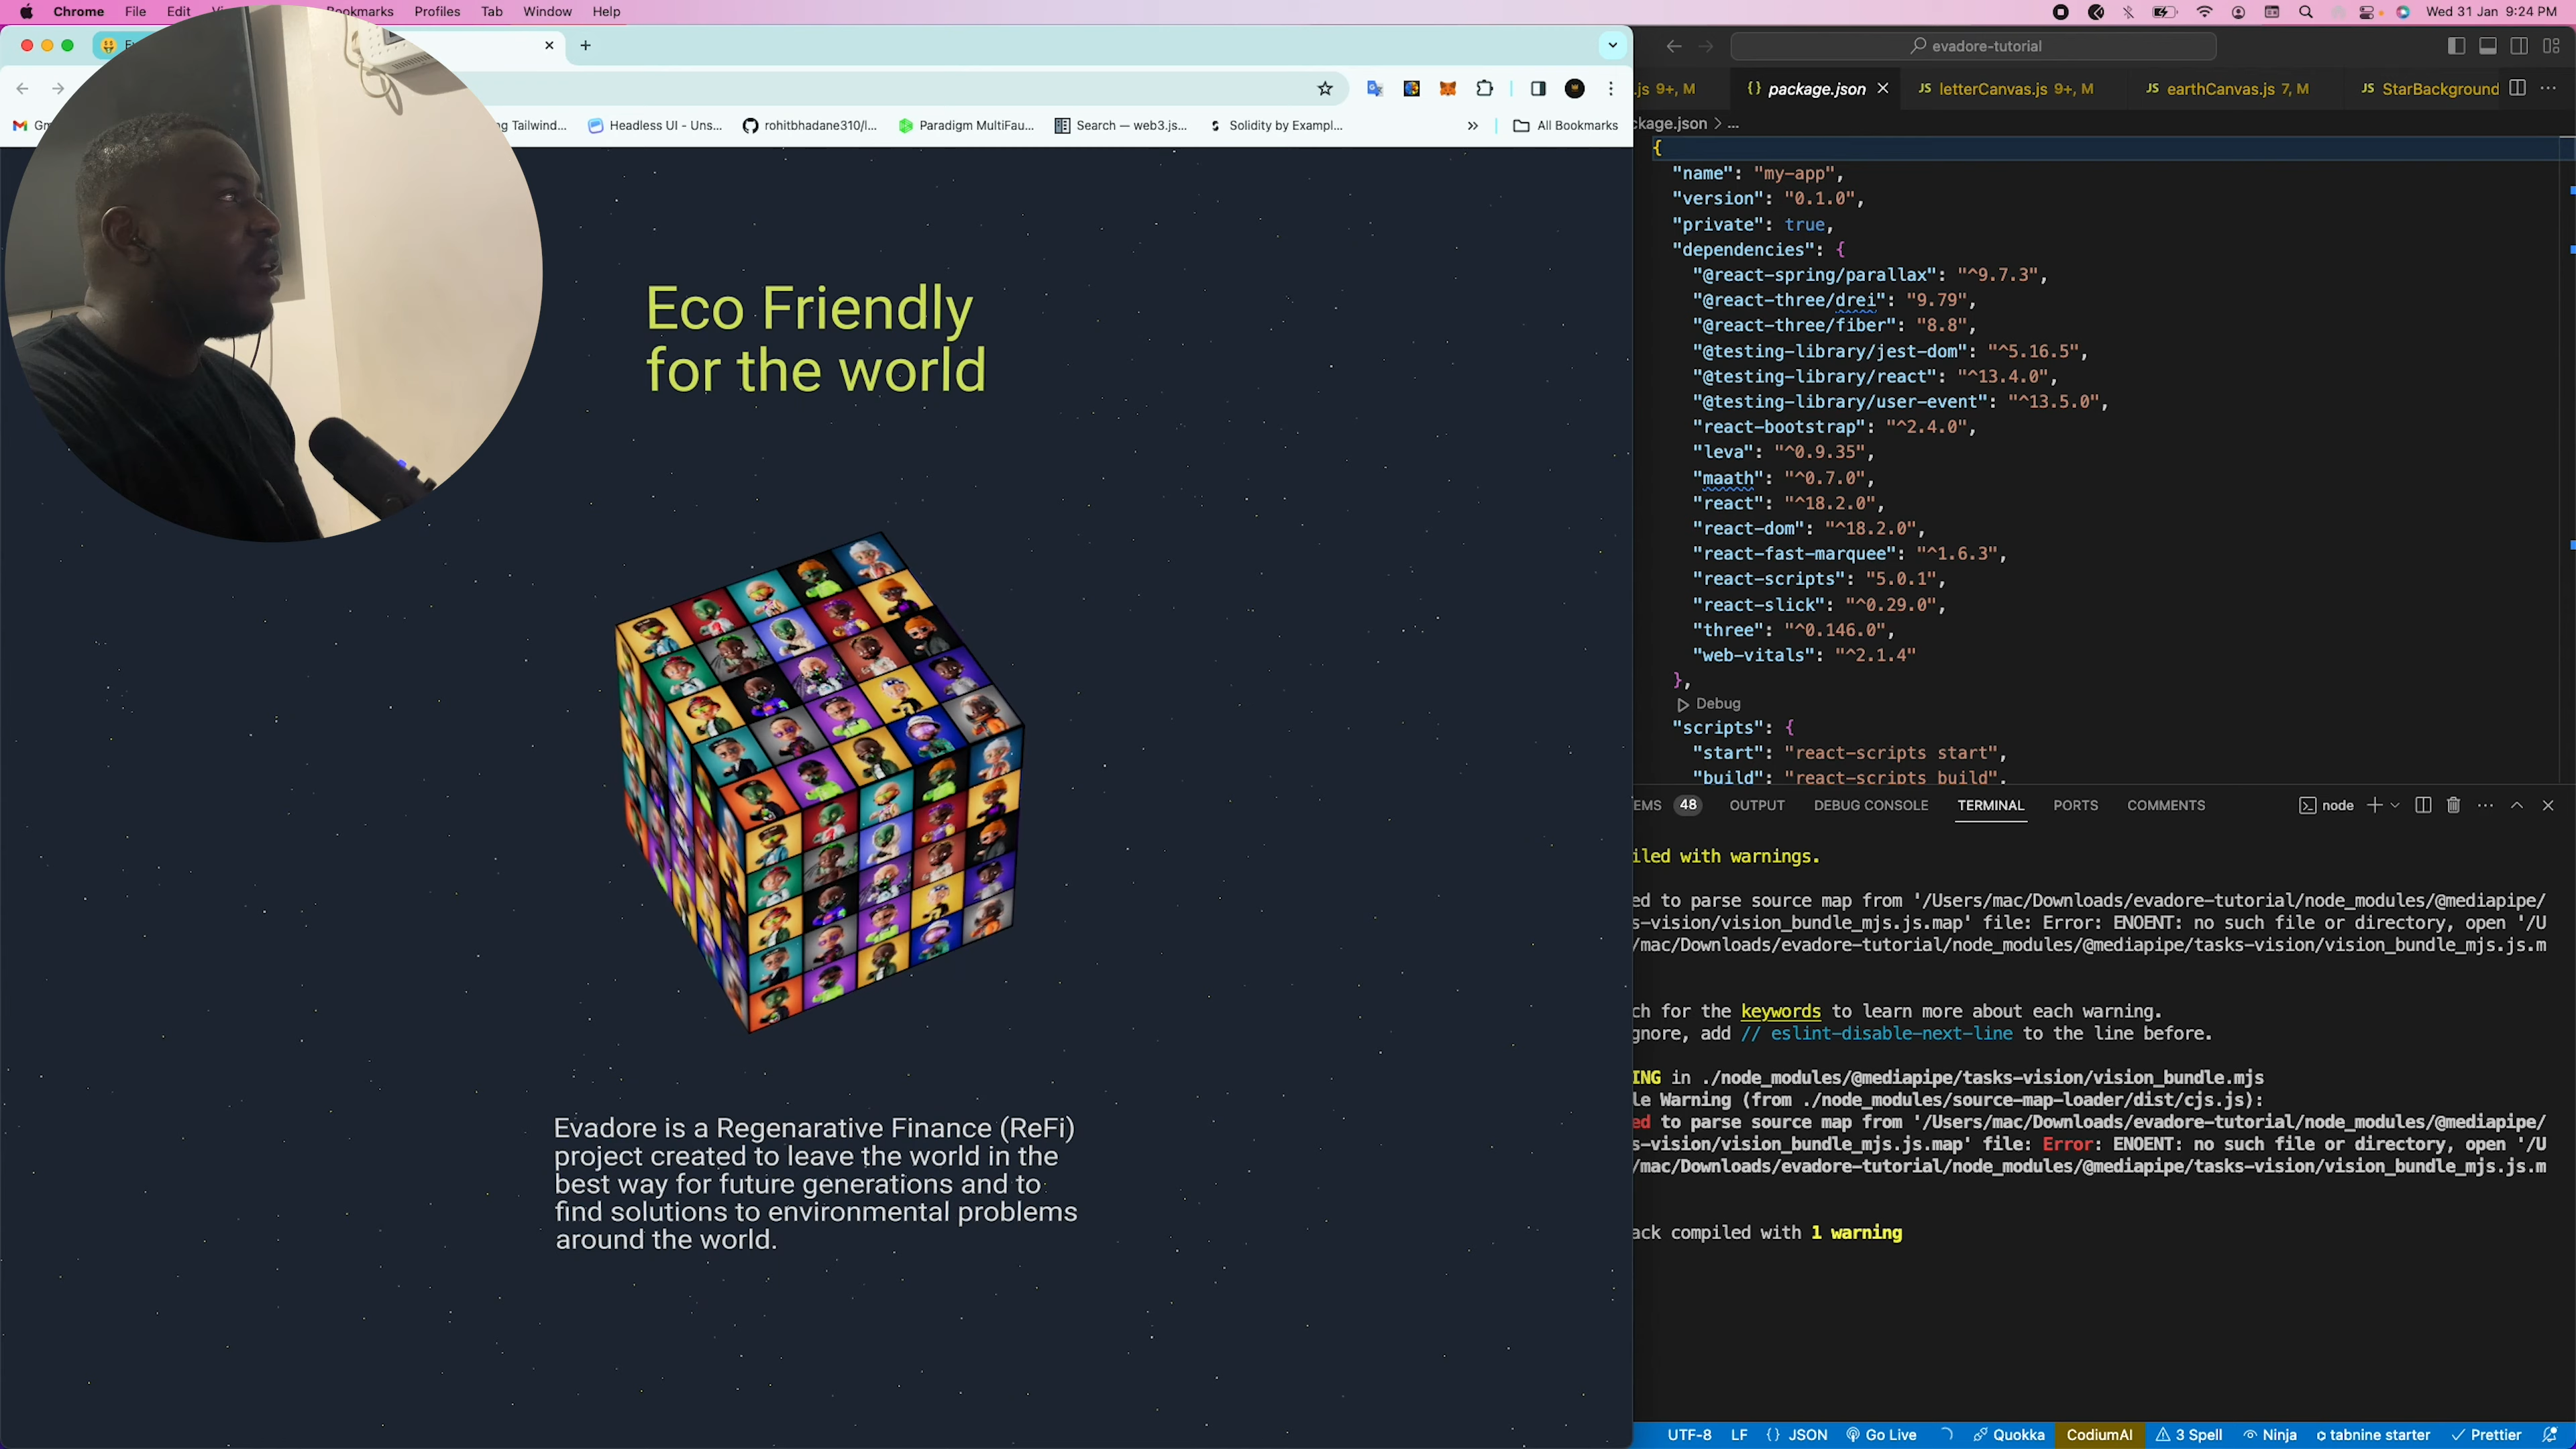 Chrome File Edit Bookmarks Profiles Tab Window Help
Wed 31 Jan 9:24 PM
ng Tailwind...
Headless UI - Uns...
rohitbhadane310/l...
Paradigm MultiFau...
Search — web3.js...
Solidity by Exampl...
All Bookmarks
Eco Friendly
for the world
Evadore is a Regenarative Finance (ReFi)
project created to leave the world in the
best way for future generations and to
find solutions to environmental problems
around the world.
evadore-tutorial
.js 9+, M
{} package.json
JS letterCanvas.js 9+, M
JS earthCanvas.js 7, M
JS StarBackground
ckage.json > ...
{
"name": "my-app",
"version": "0.1.0",
"private": true,
"dependencies": {
"@react-spring/parallax": "^9.7.3",
"@react-three/drei": "9.79",
"@react-three/fiber": "8.8",
"@testing-library/jest-dom": "^5.16.5",
"@testing-library/react": "^13.4.0",
"@testing-library/user-event": "^13.5.0",
"react-bootstrap": "^2.4.0",
"leva": "^0.9.35",
"maath": "^0.7.0",
"react": "^18.2.0",
"react-dom": "^18.2.0",
"react-fast-marquee": "^1.6.3",
"react-scripts": "5.0.1",
"react-slick": "^0.29.0",
"three": "^0.146.0",
"web-vitals": "^2.1.4"
},
Debug
"scripts": {
"start": "react-scripts start",
"build": "react-scripts build",
EMS 48 OUTPUT DEBUG CONSOLE TERMINAL PORTS COMMENTS
node
iled with warnings.
ed to parse source map from '/Users/mac/Downloads/evadore-tutorial/node_modules/@mediapipe/
s-vision/vision_bundle_mjs.js.map' file: Error: ENOENT: no such file or directory, open '/U
/mac/Downloads/evadore-tutorial/node_modules/@mediapipe/tasks-vision/vision_bundle_mjs.js.m
ch for the keywords to learn more about each warning.
gnore, add // eslint-disable-next-line to the line before.
ING in ./node_modules/@mediapipe/tasks-vision/vision_bundle.mjs
le Warning (from ./node_modules/source-map-loader/dist/cjs.js):
ed to parse source map from '/Users/mac/Downloads/evadore-tutorial/node_modules/@mediapipe/
s-vision/vision_bundle_mjs.js.map' file: Error: ENOENT: no such file or directory, open '/U
/mac/Downloads/evadore-tutorial/node_modules/@mediapipe/tasks-vision/vision_bundle_mjs.js.m
ack compiled with 1 warning
UTF-8 LF {} JSON Go Live Quokka CodiumAI 3 Spell Ninja tabnine starter Prettier